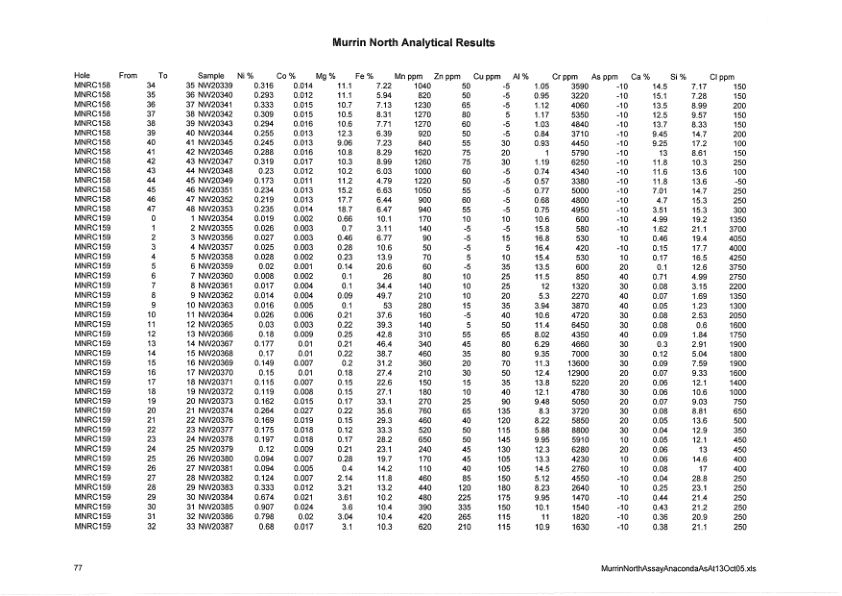 Murrin North Analytical Results
Hole From To Sample Ni % Co % Mg % Fe % Mn ppm Zn ppm Cu ppm Al % Cr ppm As ppm Ca % Si % Cl ppm
MNRC158 34 35 NW20339 0.316 0.014 11.1 7.22 1040 50 -5 1.05 3590 -10 14.5 7.17 150
MNRC158 35 36 NW20340 0.293 0.012 11.1 5.94 820 50 -5 0.95 3220 -10 15.1 7.28 150
MNRC158 36 37 NW20341 0.333 0.015 10.7 7.13 1230 65 -5 1.12 4060 -10 13.5 8.99 200
MNRC158 37 38 NW20342 0.309 0.015 10.5 8.31 1270 80 5 1.17 5350 -10 12.5 9.57 150
MNRC158 38 39 NW20343 0.294 0.016 10.6 7.71 1270 60 -5 1.03 4840 -10 13.7 8.33 150
MNRC158 39 40 NW20344 0.255 0.013 12.3 6.39 920 50 -5 0.84 3710 -10 9.45 14.7 200
MNRC158 40 41 NW20345 0.245 0.013 9.06 7.23 840 55 30 0.93 4450 -10 9.25 17.2 100
MNRC158 41 42 NW20346 0.288 0.016 10.8 8.29 1620 75 20 1 5790 -10 13 8.61 150
MNRC158 42 43 NW20347 0.319 0.017 10.3 8.99 1260 75 30 1.19 6250 -10 11.8 10.3 250
MNRC158 43 44 NW20348 0.23 0.012 10.2 6.03 1000 60 -5 0.74 4340 -10 11.6 13.6 100
MNRC158 44 45 NW20349 0.173 0.011 11.2 4.79 1220 50 -5 0.57 3380 -10 11.8 13.6 -50
MNRC158 45 46 NW20351 0.234 0.013 15.2 6.63 1050 55 -5 0.77 5000 -10 7.01 14.7 250
MNRC158 46 47 NW20352 0.219 0.013 17.7 6.44 900 60 -5 0.68 4800 -10 4.7 15.3 250
MNRC158 47 48 NW20353 0.235 0.014 18.7 6.47 940 55 -5 0.75 4950 -10 3.51 15.3 300
MNRC159 0 1 NW20354 0.019 0.002 0.66 10.1 170 10 10 10.6 600 -10 4.99 19.2 1350
MNRC159 1 2 NW20355 0.026 0.003 0.7 3.11 140 -5 -5 15.8 580 -10 1.62 21.1 3700
MNRC159 2 3 NW20356 0.027 0.003 0.46 6.77 90 -5 15 16.8 530 10 0.46 19.4 4050
MNRC159 3 4 NW20357 0.025 0.003 0.28 10.6 50 -5 5 16.4 420 -10 0.15 17.7 4000
MNRC159 4 5 NW20358 0.028 0.002 0.23 13.9 70 5 10 15.4 530 10 0.17 16.5 4250
MNRC159 5 6 NW20359 0.02 0.001 0.14 20.6 60 -5 35 13.5 600 20 0.1 12.6 3750
MNRC159 6 7 NW20360 0.008 0.002 0.1 26 80 10 25 11.5 850 40 0.71 4.99 2750
MNRC159 7 8 NW20361 0.017 0.004 0.1 34.4 140 10 25 12 1320 30 0.08 3.15 2200
MNRC159 8 9 NW20362 0.014 0.004 0.09 49.7 210 10 20 5.3 2270 40 0.07 1.69 1350
MNRC159 9 10 NW20363 0.016 0.005 0.1 53 280 15 35 3.94 3870 40 0.05 1.23 1300
MNRC159 10 11 NW20364 0.026 0.006 0.21 37.6 160 -5 40 10.6 4720 30 0.08 2.53 2050
MNRC159 11 12 NW20365 0.03 0.003 0.22 39.3 140 5 50 11.4 6450 30 0.08 0.6 1600
MNRC159 12 13 NW20366 0.18 0.009 0.25 42.8 310 55 65 8.02 4350 40 0.09 1.84 1750
MNRC159 13 14 NW20367 0.177 0.01 0.21 46.4 340 45 80 6.29 4660 30 0.3 2.91 1900
MNRC159 14 15 NW20368 0.17 0.01 0.22 38.7 460 35 80 9.35 7000 30 0.12 5.04 1800
MNRC159 15 16 NW20369 0.149 0.007 0.2 31.2 360 20 70 11.3 13600 30 0.09 7.59 1900
MNRC159 16 17 NW20370 0.15 0.01 0.18 27.4 210 30 50 12.4 12900 20 0.07 9.33 1600
MNRC159 17 18 NW20371 0.115 0.007 0.15 22.6 150 15 35 13.8 5220 20 0.06 12.1 1400
MNRC159 18 19 NW20372 0.119 0.008 0.15 27.1 180 10 40 12.1 4780 30 0.06 10.6 1000
MNRC159 19 20 NW20373 0.162 0.015 0.17 33.1 270 25 90 9.48 5050 20 0.07 9.03 750
MNRC159 20 21 NW20374 0.264 0.027 0.22 35.6 760 65 135 8.3 3720 30 0.08 8.81 650
MNRC159 21 22 NW20376 0.169 0.019 0.15 29.3 460 40 120 8.22 5850 20 0.05 13.6 500
MNRC159 22 23 NW20377 0.175 0.018 0.12 33.3 520 50 115 5.88 8800 30 0.04 12.9 350
MNRC159 23 24 NW20378 0.197 0.018 0.17 28.2 650 50 145 9.95 5910 10 0.05 12.1 450
MNRC159 24 25 NW20379 0.12 0.009 0.21 23.1 240 45 130 12.3 6280 20 0.06 13 450
MNRC159 25 26 NW20380 0.094 0.007 0.28 19.7 170 45 105 13.3 4230 10 0.06 14.6 400
MNRC159 26 27 NW20381 0.094 0.005 0.4 14.2 110 40 105 14.5 2760 10 0.08 17 400
MNRC159 27 28 NW20382 0.124 0.007 2.14 11.8 460 85 150 5.12 4550 -10 0.04 28.8 250
MNRC159 28 29 NW20383 0.333 0.012 3.21 13.2 440 120 180 8.23 2640 10 0.25 23.1 250
MNRC159 29 30 NW20384 0.674 0.021 3.61 10.2 480 225 175 9.95 1470 -10 0.44 21.4 250
MNRC159 30 31 NW20385 0.907 0.024 3.6 10.4 390 335 150 10.1 1540 -10 0.43 21.2 250
MNRC159 31 32 NW20386 0.798 0.02 3.04 10.4 420 265 115 11 1820 -10 0.36 20.9 250
MNRC159 32 33 NW20387 0.68 0.017 3.1 10.3 620 210 115 10.9 1630 -10 0.38 21.1 250
77 MurrinNorthAssayAnacondaAsAt13Oct05.xls